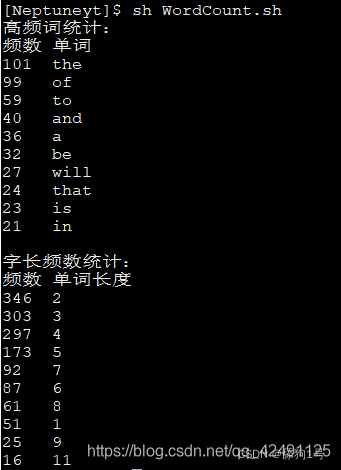 [Neptuneyt]$ sh WordCount.sh
高频词统计:
频数 单词
101 the
99 of
59 to
40 and
36 a
32 be
27 will
24 that
23 is
21 in
字长频数统计:
频数 单词长度
346 2
303 3
297 4
173 5
92 7
87 6
61 8
51 1
25 9
16 11
https://blog.csdn.net/qq_42491125